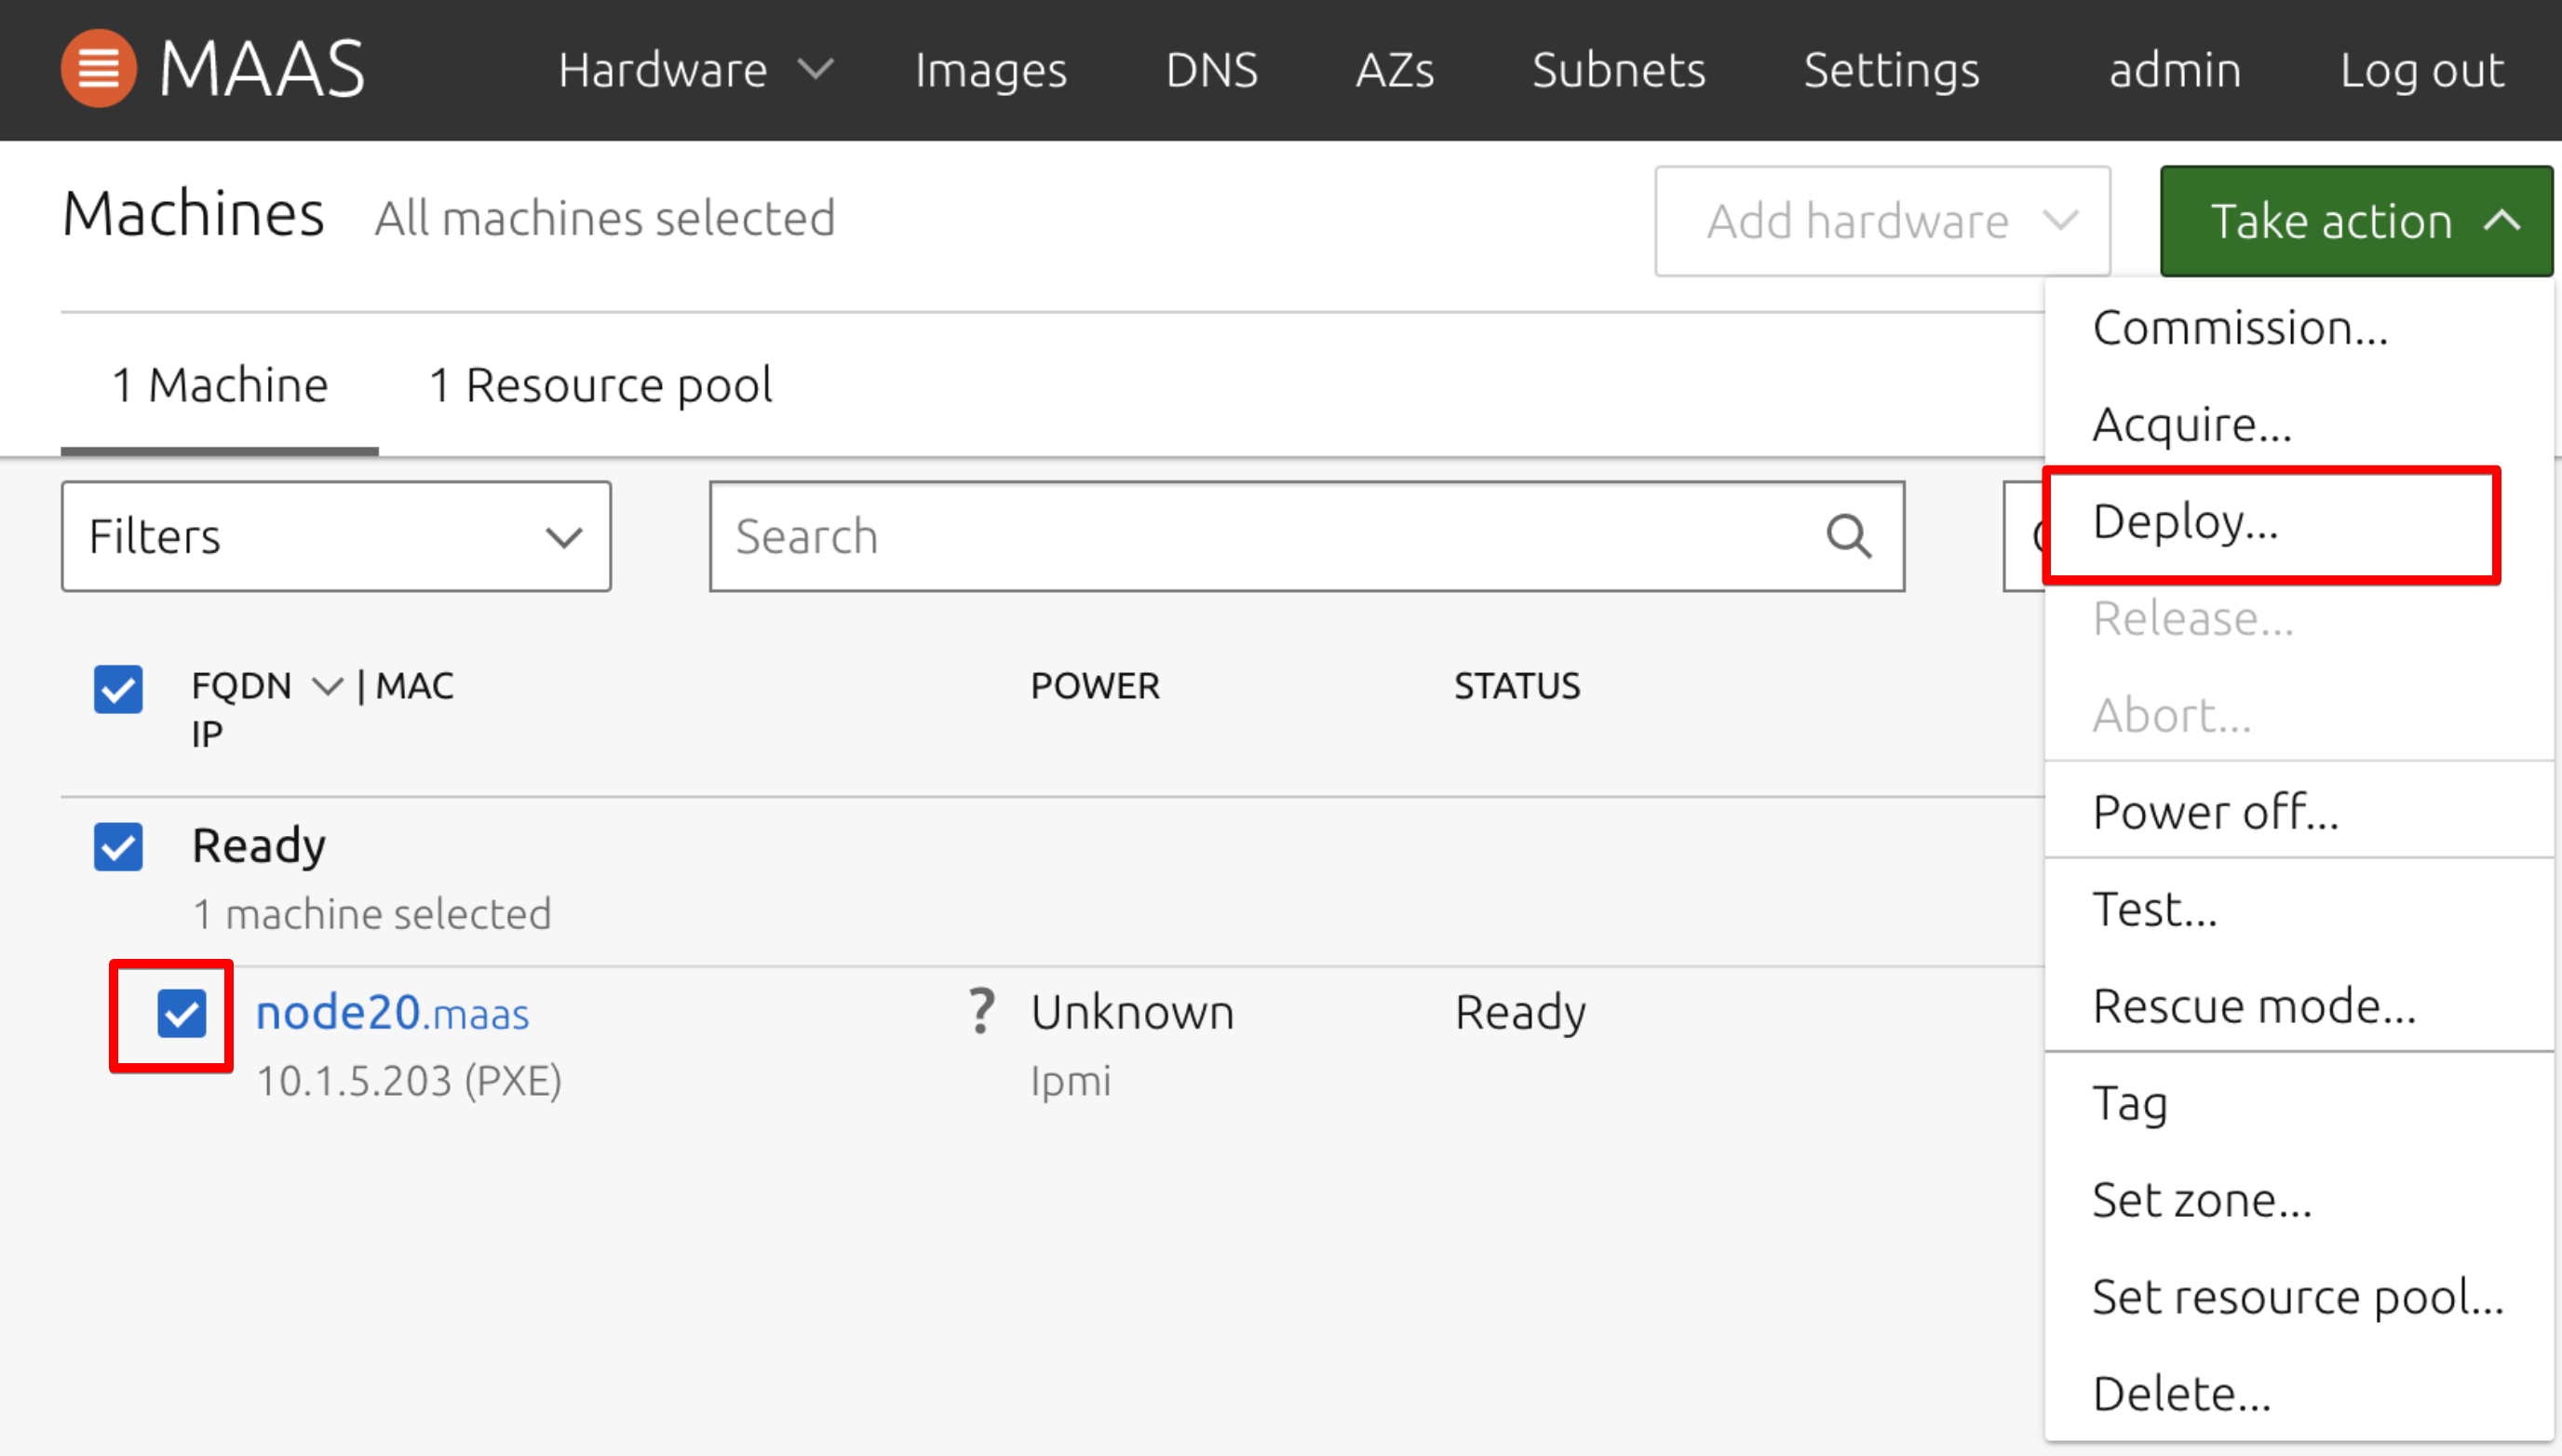 MAAS Hardware Images DNS AZs Subnets Settings admin Log out
Machines All machines selected Add hardware Take action
Commission...
1 Machine 1 Resource pool
Acquire...
Filters Search Deploy...
Release...
FQDN | MAC POWER STATUS
IP
Abort...
Power off...
Ready
1 machine selected
Test...
node20.maas ? Unknown Ready
Rescue mode...
10.1.5.203 (PXE) Ipmi
Tag
Set zone...
Set resource pool...
Delete...